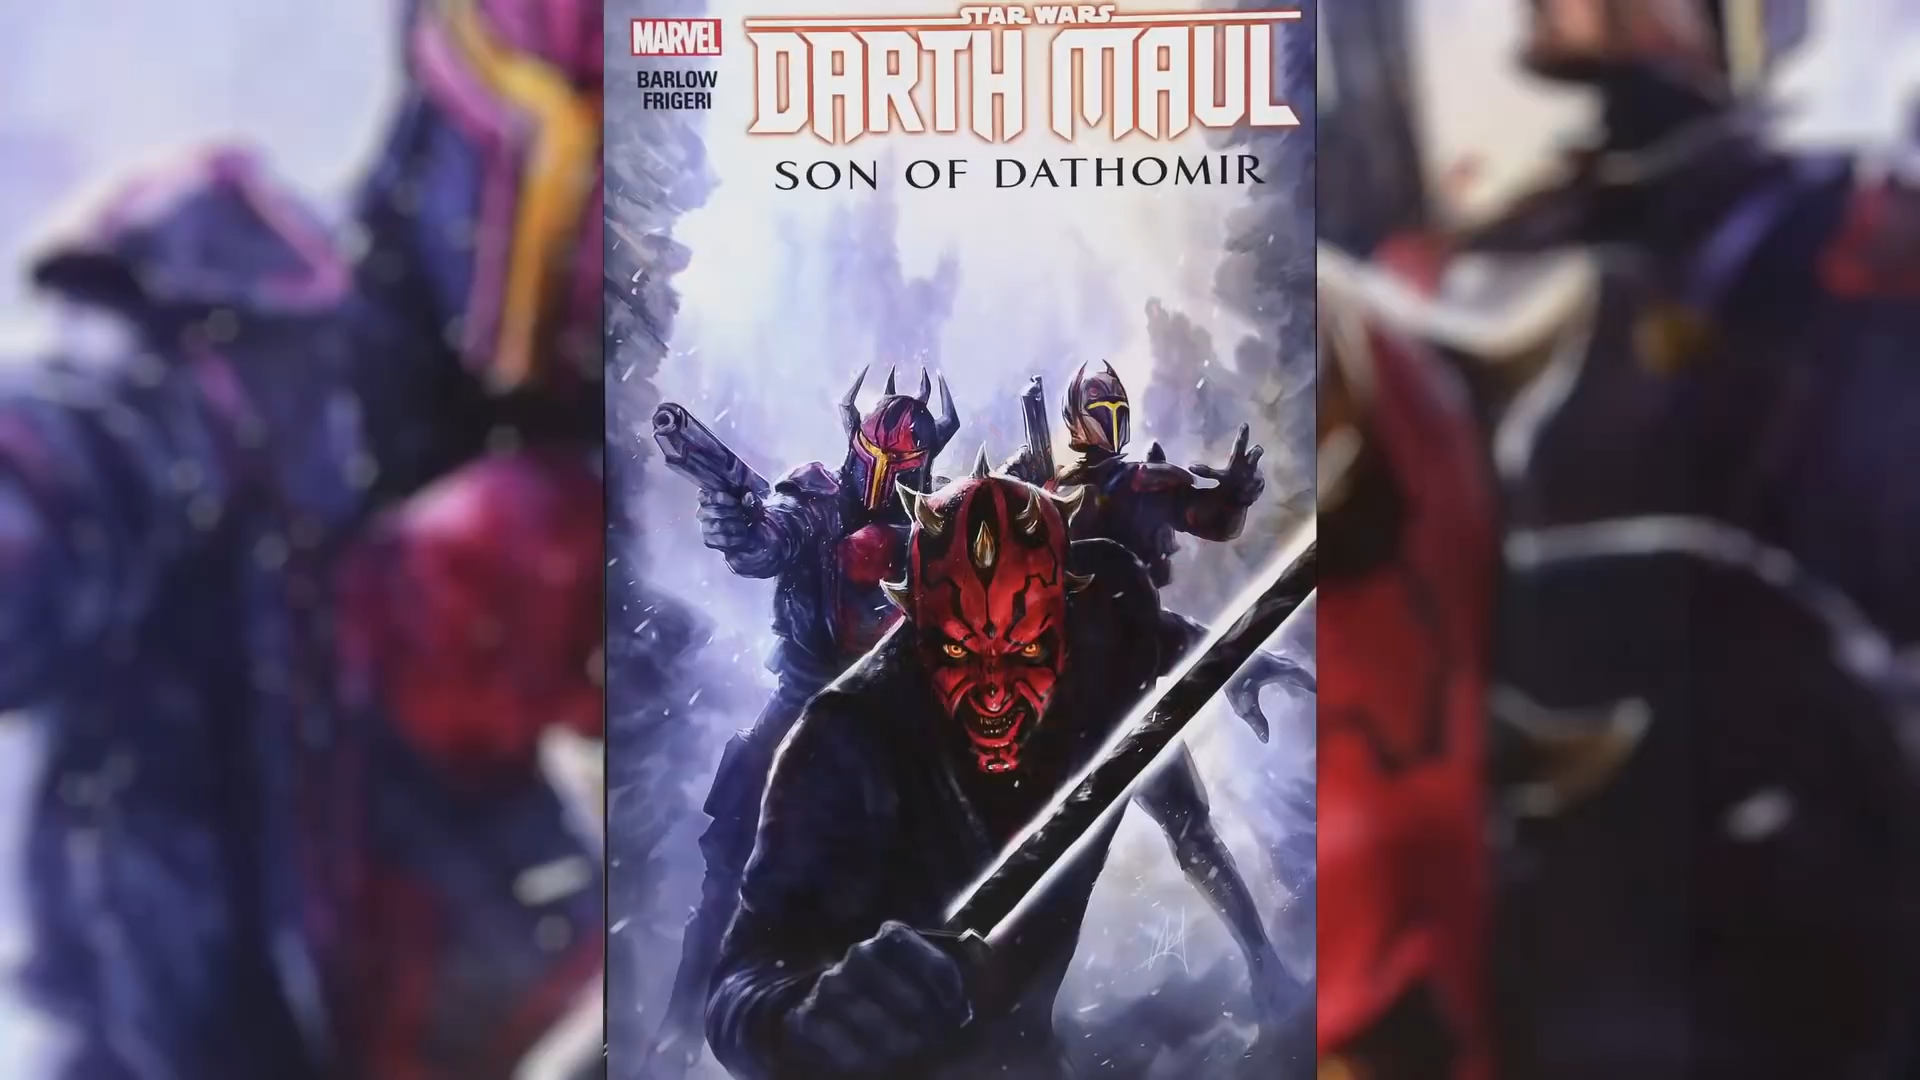 STAR WARS
MARVEL
DARTH MAUL
BARLOW
FRIGERI
SON OF DATHOMIR